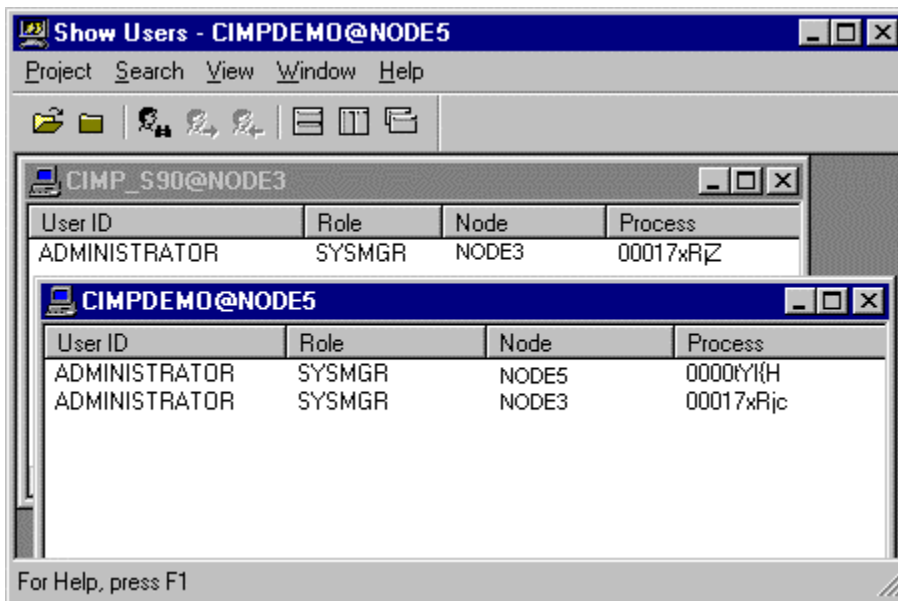 Show Users - CIMPDEMO@NODE5
Project Search View Window Help
CIMP_S90@NODE3
User ID Role Node Process
ADMINISTRATOR SYSMGR NODE3 00017xRjZ
CIMPDEMO@NODE5
User ID Role Node Process
ADMINISTRATOR SYSMGR NODE5
ADMINISTRATOR SYSMGR NODE3 00017xRjc
For Help, press F1